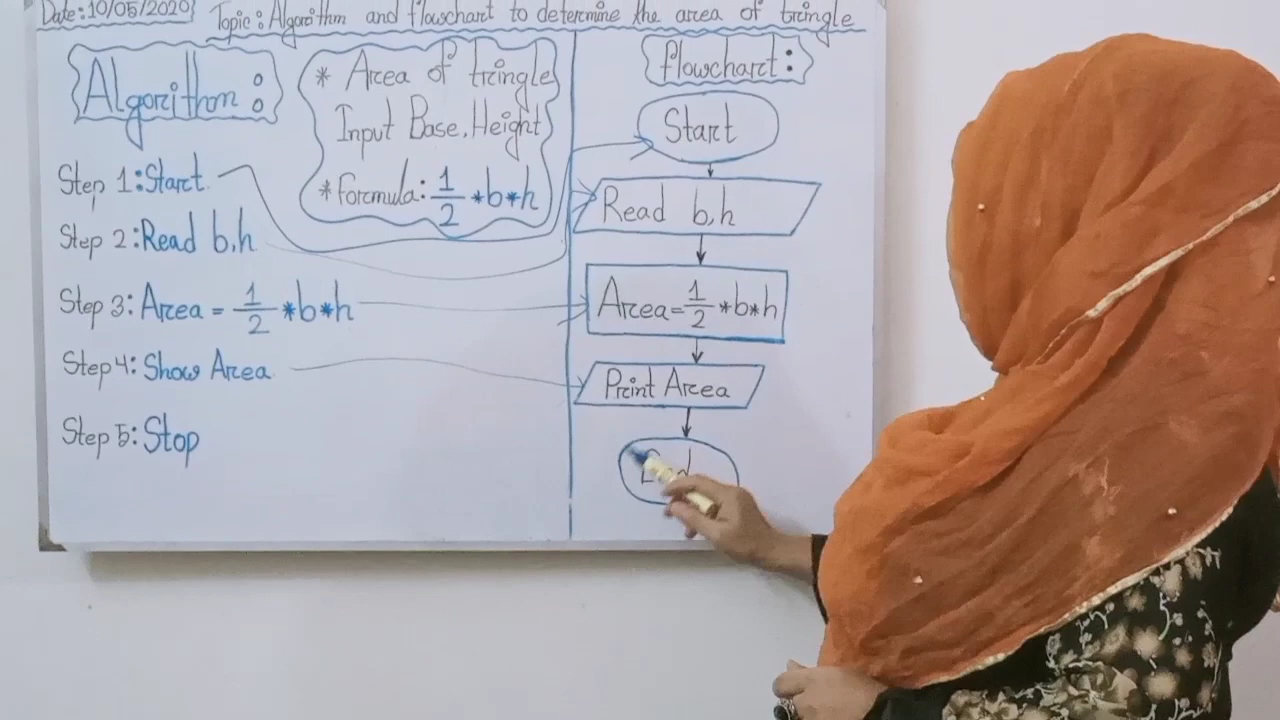 Date: 10/05/2020
Topic: Algorithm and flowchart to determine the area of tringle
Algorithm:
* Area of tringle
Input Base, Height
* formula: 1/2 *b*h
Step 1: Start
Step 2: Read b,h
Step 3: Area = 1/2 *b*h
Step 4: Show Area
Step 5: Stop
flowchart:
Start
Read b,h
Area= 1/2 *b*h
Print Area